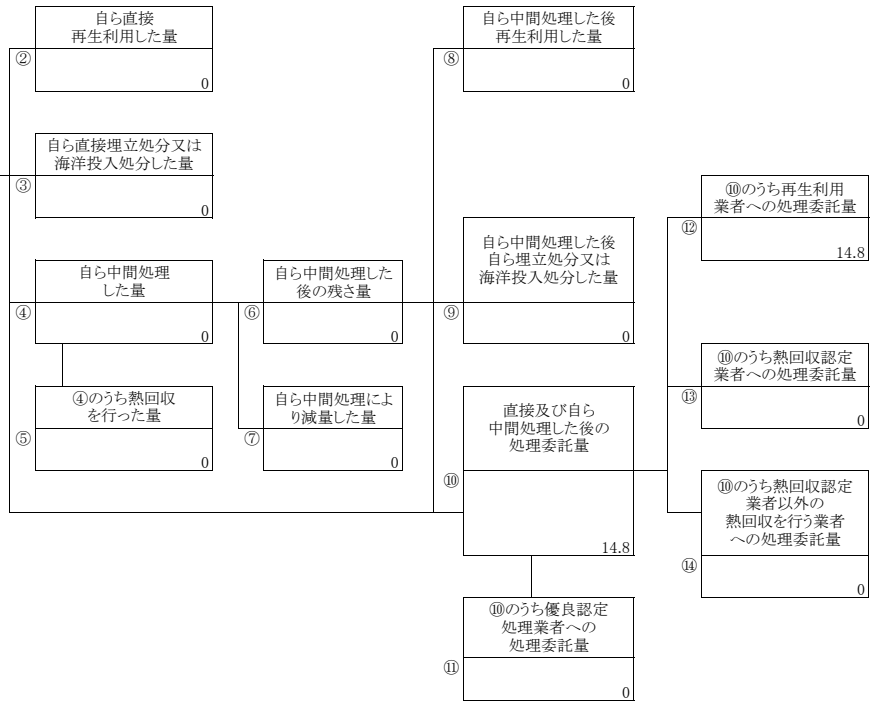 自ら直接
再生利用した量
②
0
自ら直接埋立処分又は
海洋投入処分した量
③
0
自ら中間処理
した量
④
0
④のうち熱回収
を行った量
⑤
0
自ら中間処理した
後の残さ量
⑥
0
自ら中間処理によ
り減量した量
⑦
0
自ら中間処理した後
再生利用した量
⑧
0
自ら中間処理した後
自ら埋立処分又は
海洋投入処分した量
⑨
0
直接及び自ら
中間処理した後の
処理委託量
⑩
14.8
⑩のうち優良認定
処理業者への
処理委託量
⑪
0
⑩のうち再生利用
業者への処理委託量
⑫
14.8
⑩のうち熱回収認定
業者への処理委託量
⑬
0
⑩のうち熱回収認定
業者以外の
熱回収を行う業者
への処理委託量
⑭
0